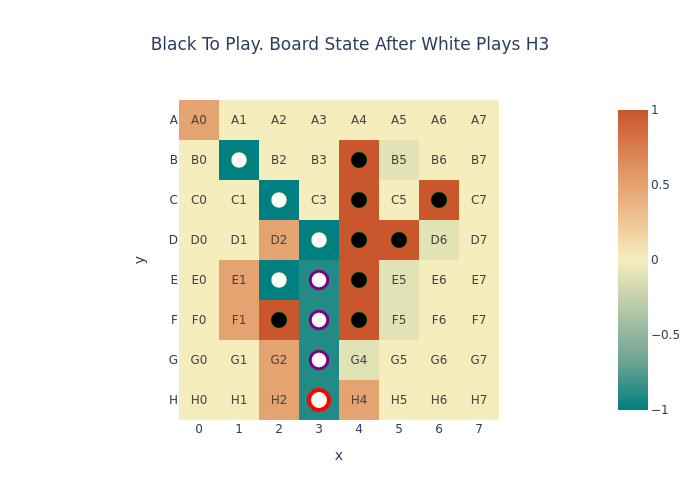 Black To Play. Board State After White Plays H3
A A0 A1 A2 A3 A4 A5 A6 A7
B B0 B2 B3 B5 B6 B7
C C0 C1 C3 C5 C7
D D0 D1 D2 D6 D7
E E0 E1 E5 E6 E7
F F0 F1 F5 F6 F7
G G0 G1 G2 G4 G5 G6 G7
H H0 H1 H2 H4 H5 H6 H7
0 1 2 3 4 5 6 7
x
y
1
0.5
0
−0.5
−1